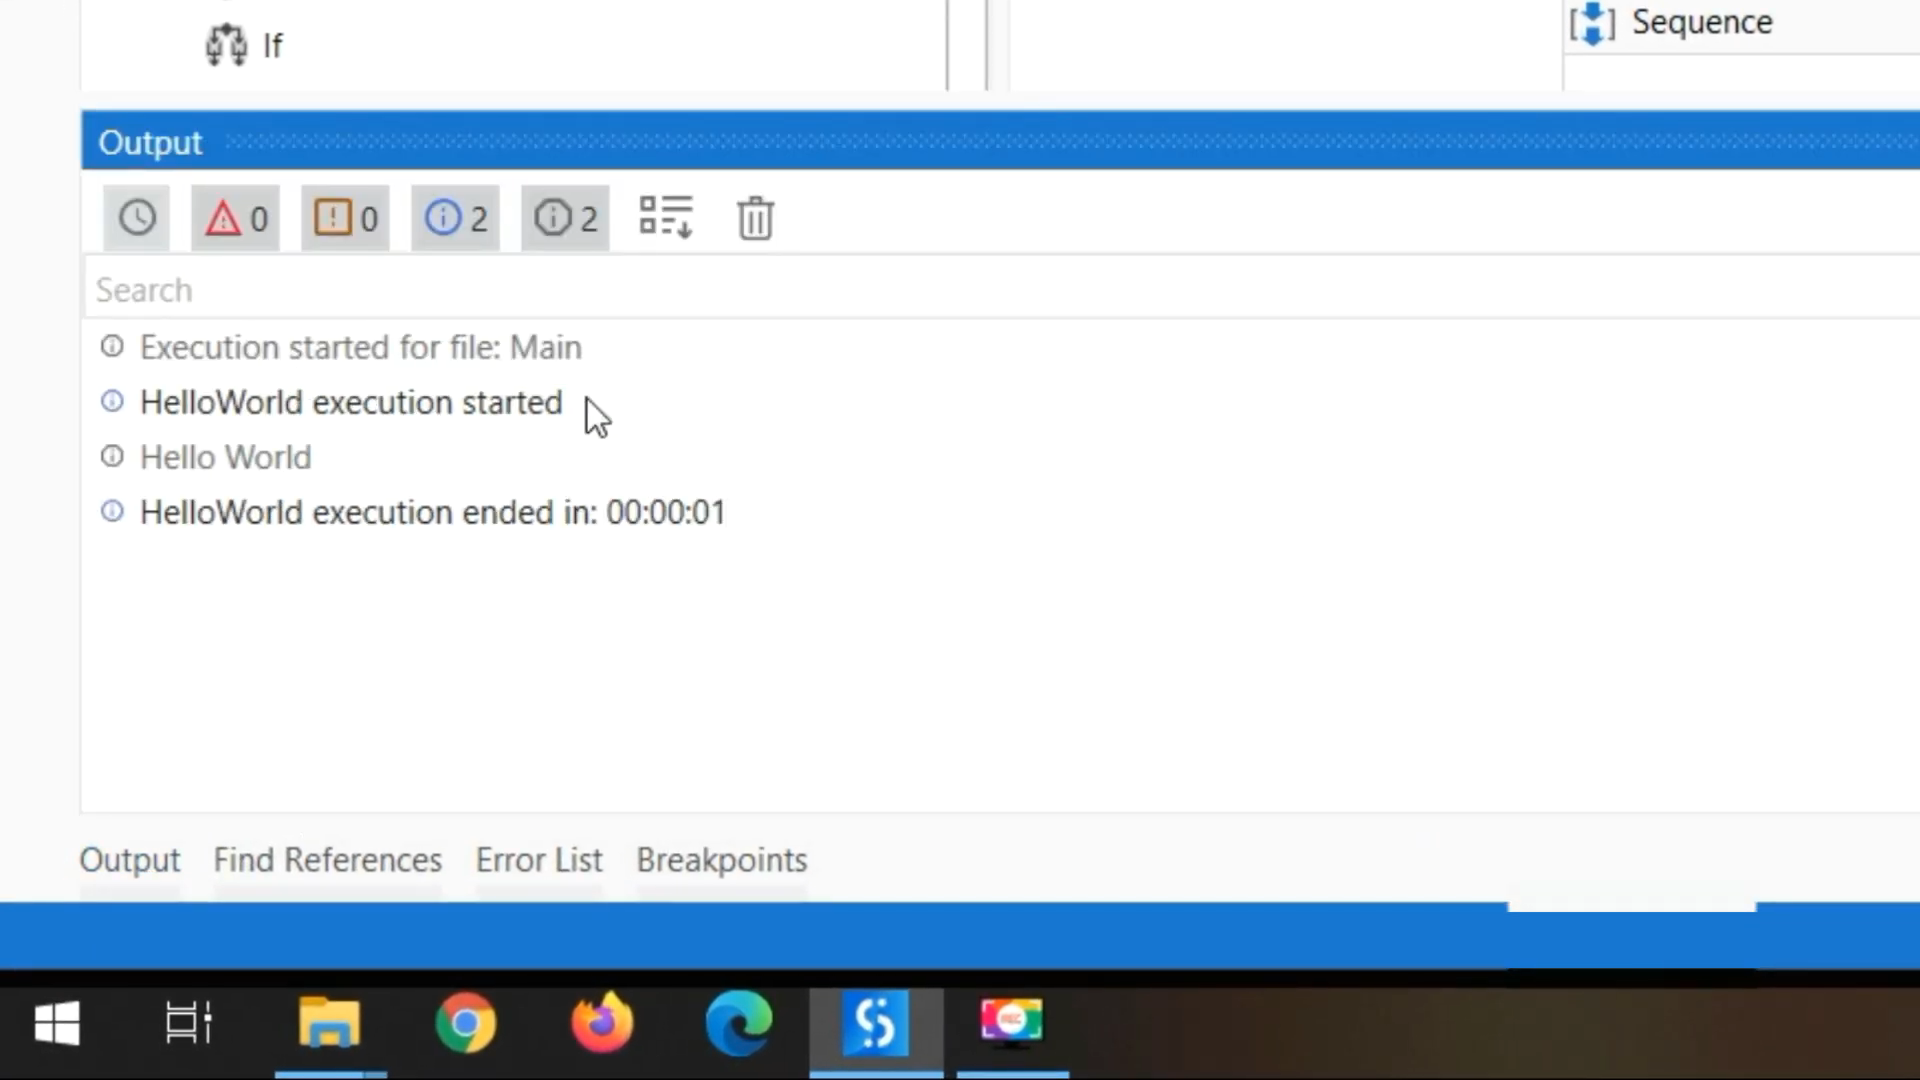 If
Sequence
Output
0 0 2 2
Search
Execution started for file: Main
HelloWorld execution started
Hello World
HelloWorld execution ended in: 00:00:01
Output Find References Error List Breakpoints
REC